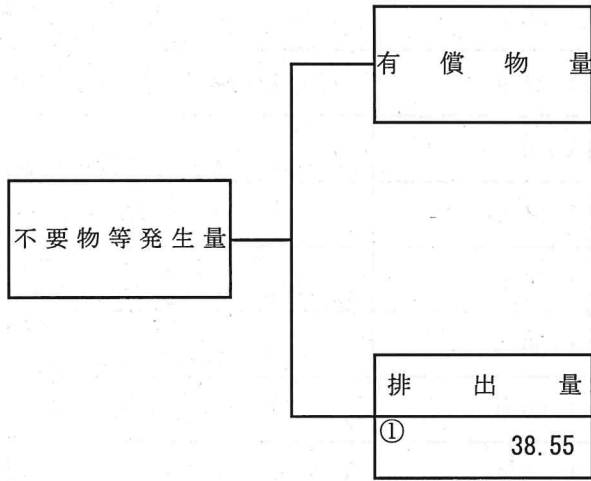 有償物量
不要物等発生量
排出量
①
38.55